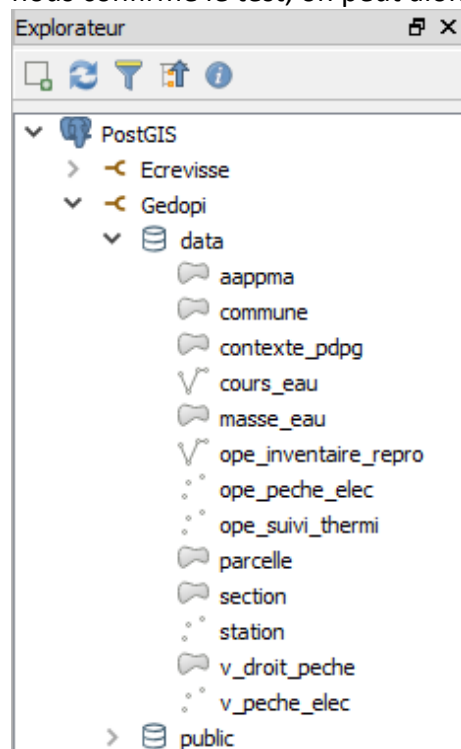 Explorateur
PostGIS
Ecrevisse
Gedopi
data
aappma
commune
contexte_pdpg
cours_eau
masse_eau
ope_inventaire_repro
ope_peche_elec
ope_suivi_thermi
parcelle
section
station
v_droit_peche
v_peche_elec
public